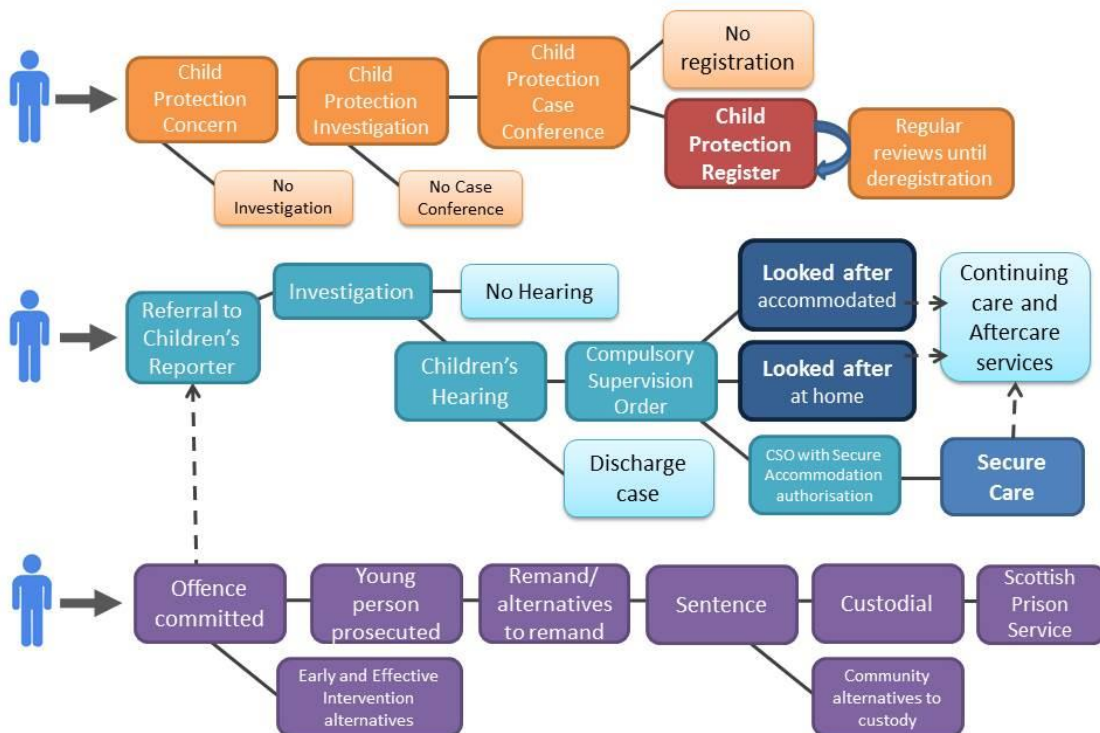 Child
Protection
Concern
Child
Protection
Investigation
Child
Protection
Case
Conference
No
registration
Child
Protection
Register
Regular
reviews until
deregistration
No
Investigation
No Case
Conference
Referral to
Children's
Reporter
Investigation
No Hearing
Children's
Hearing
Discharge
case
Compulsory
Supervision
Order
Looked after
accommodated
Looked after
at home
CSO with Secure
Accommodation
authorisation
Secure
Care
Continuing
care and
Aftercare
services
Offence
committed
Early and Effective
Intervention
alternatives
Young
person
prosecuted
Remand/
alternatives
to remand
Sentence
Community
alternatives to
custody
Custodial
Scottish
Prison
Service